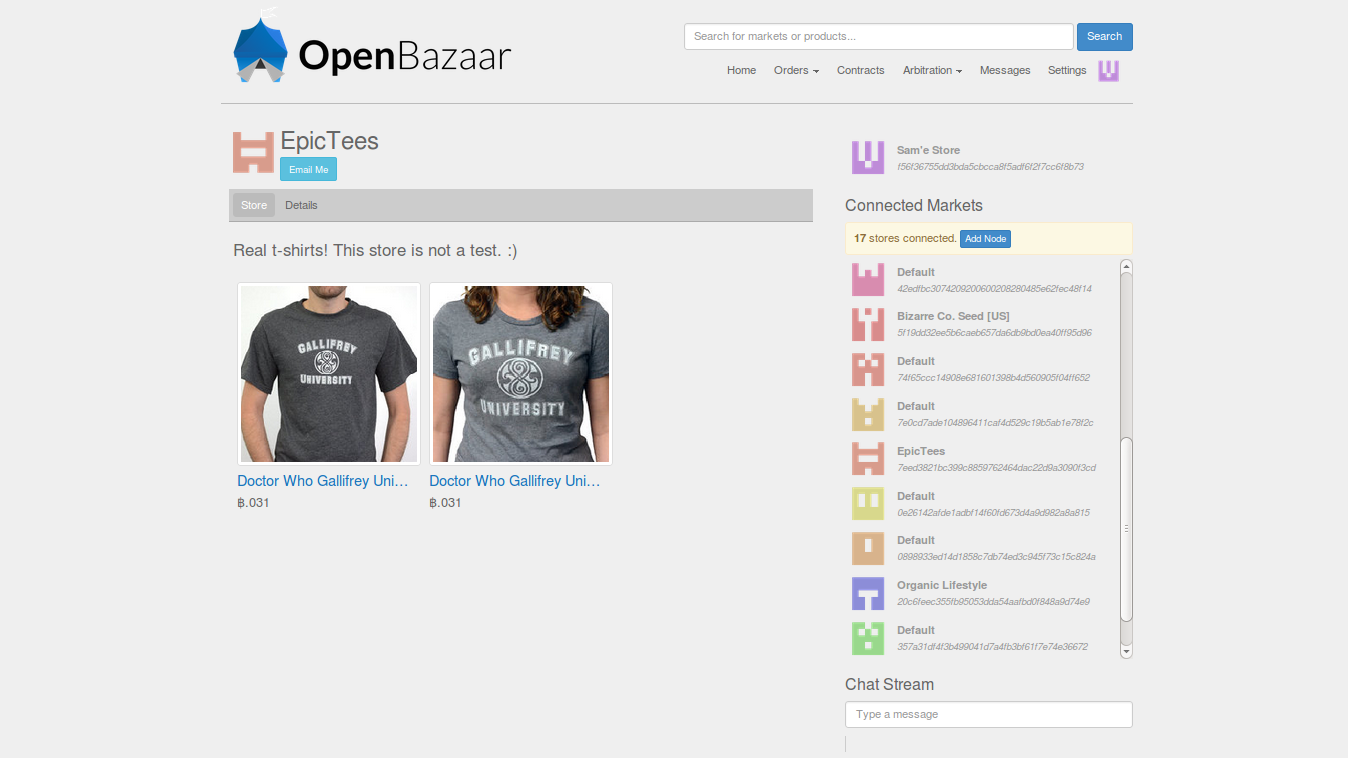 OpenBazaar
Search for markets or products...
Search
Home
Orders
Contracts
Arbitration
Messages
Settings
EpicTees
Email Me
Store
Details
Real t-shirts! This store is not a test. :)
GALLIFREY
UNIVERSITY
GALLIFREY
UNIVERSITY
Doctor Who Gallifrey Uni...
Doctor Who Gallifrey Uni...
฿.031
฿.031
Sam'e Store
f56f36755dd3bda5cbcca8f5adf6f2f7cc6f8b73
Connected Markets
17 stores connected. Add Node
Default
42edfbc3074209200600208280485e62fec48f14
Bizarre Co. Seed [US]
5f19dd32ee5b6caeb657da6db9bd0ea40ff95d96
Default
74f65ccc14908e681601398b4d560905f04ff652
Default
7e0cd7ade104896411caf4d529c19b5ab1e78f2c
EpicTees
7eed3821bc399c8859762464dac22d9a3090f3cd
Default
0e26142afde1adbf14f60fd673d4a9d982a8a815
Default
0898933ed14d1858c7db74ed3c945f73c15c824a
Organic Lifestyle
20c6feec355fb95053dda54aafbd0f848a9d74e9
Default
357a31df4f3b499041d7a4fb3bf61f7e74e36672
Chat Stream
Type a message